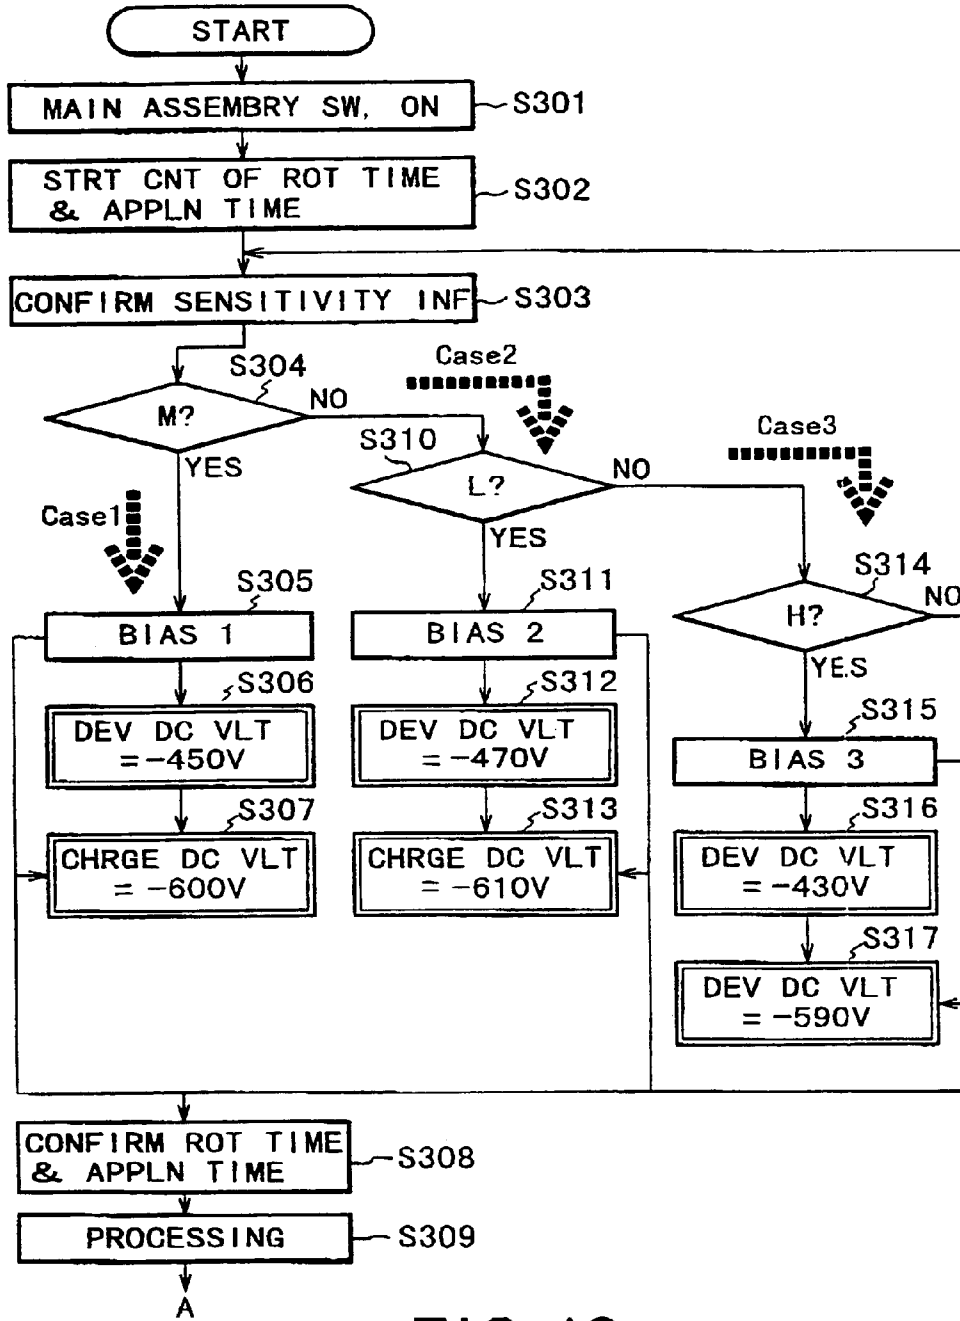 START
MAIN ASSEMBRY SW, ON
S301
STRT CNT OF ROT TIME
& APPLN TIME
S302
CONFIRM SENSITIVITY INF
S303
S304
M?
NO
YES
Case1
Case2
S310
L?
NO
YES
Case3
S314
H?
NO
YES
S305
BIAS 1
S306
DEV DC VLT
=-450V
S307
CHRGE DC VLT
= -600V
S311
BIAS 2
S312
DEV DC VLT
=-470V
S313
CHRGE DC VLT
= -610V
S315
BIAS 3
S316
DEV DC VLT
= -430V
S317
DEV DC VLT
= -590V
CONFIRM ROT TIME
& APPLN TIME
S308
PROCESSING
S309
A